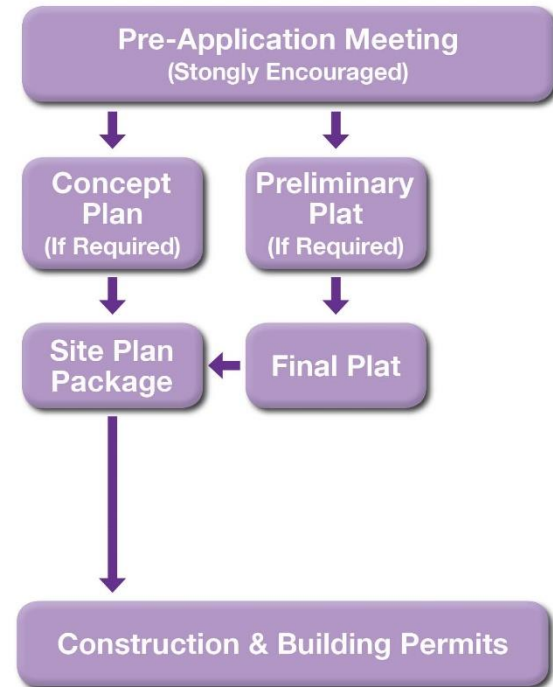 Pre-Application Meeting
(Stongly Encouraged)
Concept
Plan
(If Required)
Preliminary
Plat
(If Required)
Site Plan
Package
Final Plat
Construction & Building Permits